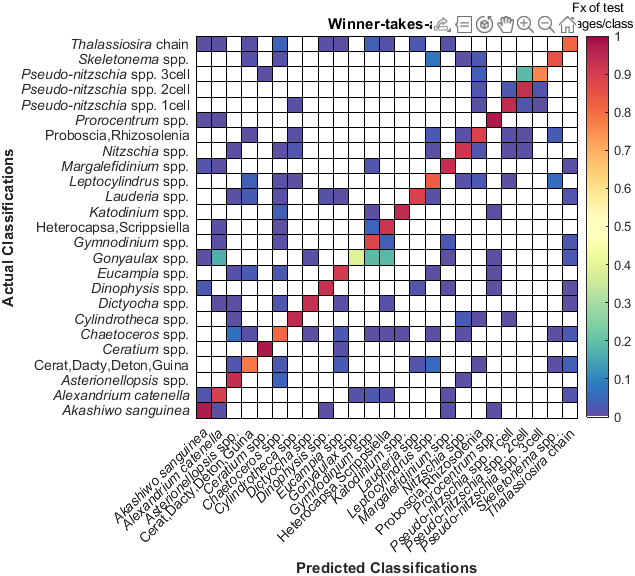 Fx of test
Winner-takes-a
ages/class
Thalassiosira chain
Skeletonema spp.
Pseudo-nitzschia spp. 3cell
Pseudo-nitzschia spp. 2cell
Pseudo-nitzschia spp. 1cell
Prorocentrum spp.
Proboscia,Rhizosolenia
Nitzschia spp.
Margalefidinium spp.
Leptocylindrus spp.
Lauderia spp.
Katodinium spp.
Heterocapsa,Scrippsiella
Gymnodinium spp.
Gonyaulax spp.
Eucampia spp.
Dinophysis spp.
Dictyocha spp.
Cylindrotheca spp.
Chaetoceros spp.
Ceratium spp.
Cerat,Dacty,Deton,Guina
Asterionellopsis spp.
Alexandrium catenella
Akashiwo sanguinea
Actual Classifications
1
0.9
0.8
0.7
0.6
0.5
0.4
0.3
0.2
0.1
0
Akashiwo sanguinea
Alexandrium catenella
Asterionellopsis spp.
Cerat,Dacty,Deton,Guina
Ceratium spp.
Chaetoceros spp.
Cylindrotheca spp.
Dictyocha spp.
Dinophysis spp.
Eucampia spp.
Gonyaulax spp.
Gymnodinium spp.
Heterocapsa,Scrippsiella
Katodinium spp.
Lauderia spp.
Leptocylindrus spp.
Margalefidinium spp.
Nitzschia spp.
Proboscia,Rhizosolenia
Prorocentrum spp.
Pseudo-nitzschia spp. 1cell
Pseudo-nitzschia spp. 2cell
Pseudo-nitzschia spp. 3cell
Skeletonema spp.
Thalassiosira chain
Predicted Classifications